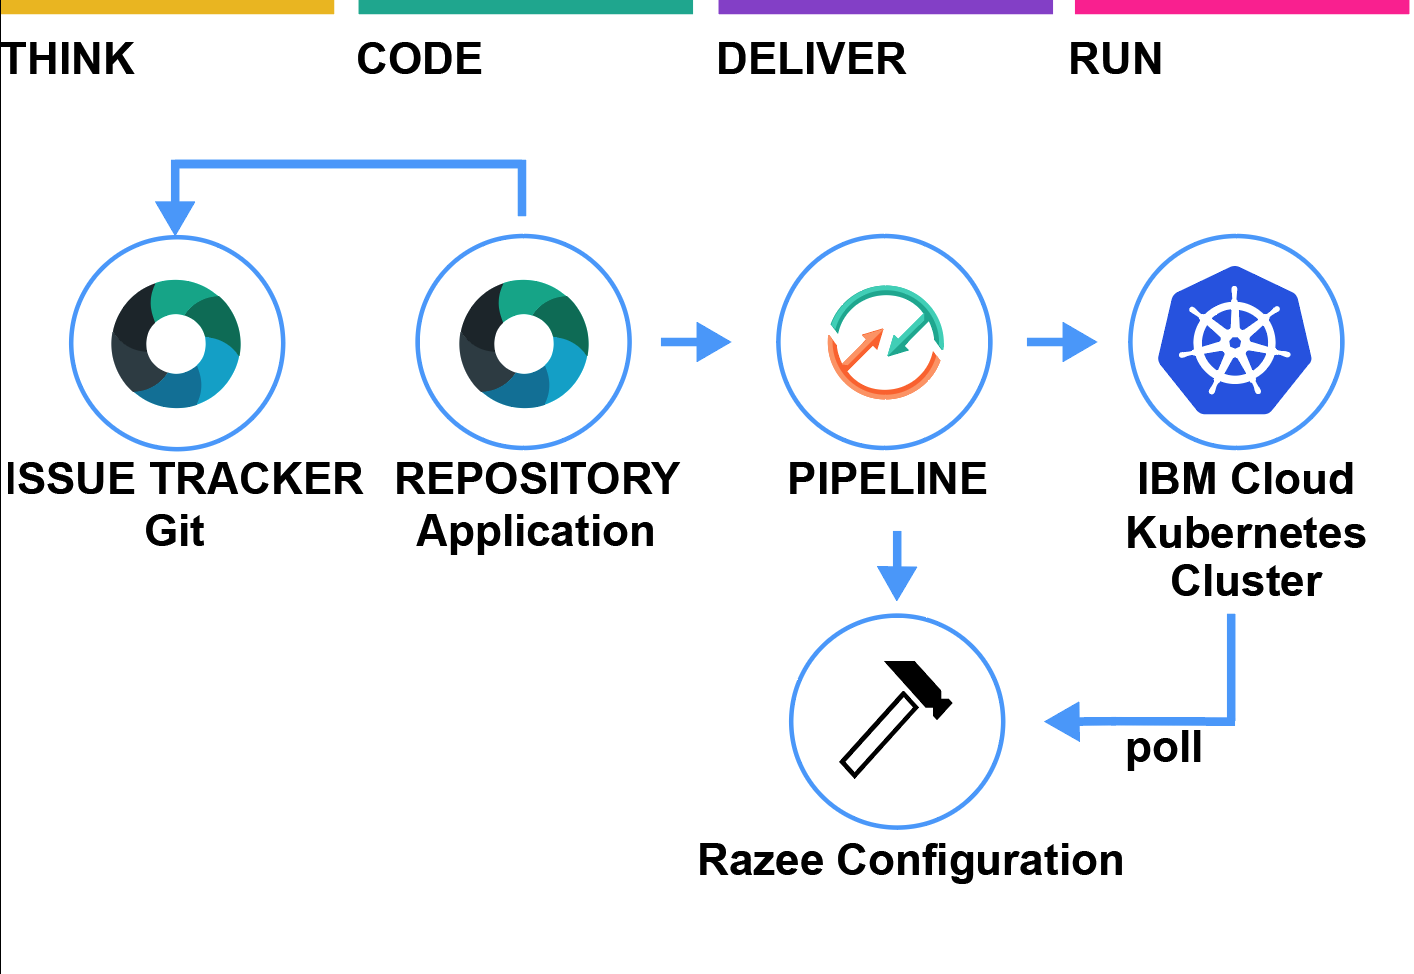 THINK
CODE
DELIVER
RUN
ISSUE TRACKER
Git
REPOSITORY
Application
PIPELINE
IBM Cloud
Kubernetes
Cluster
poll
Razee Configuration